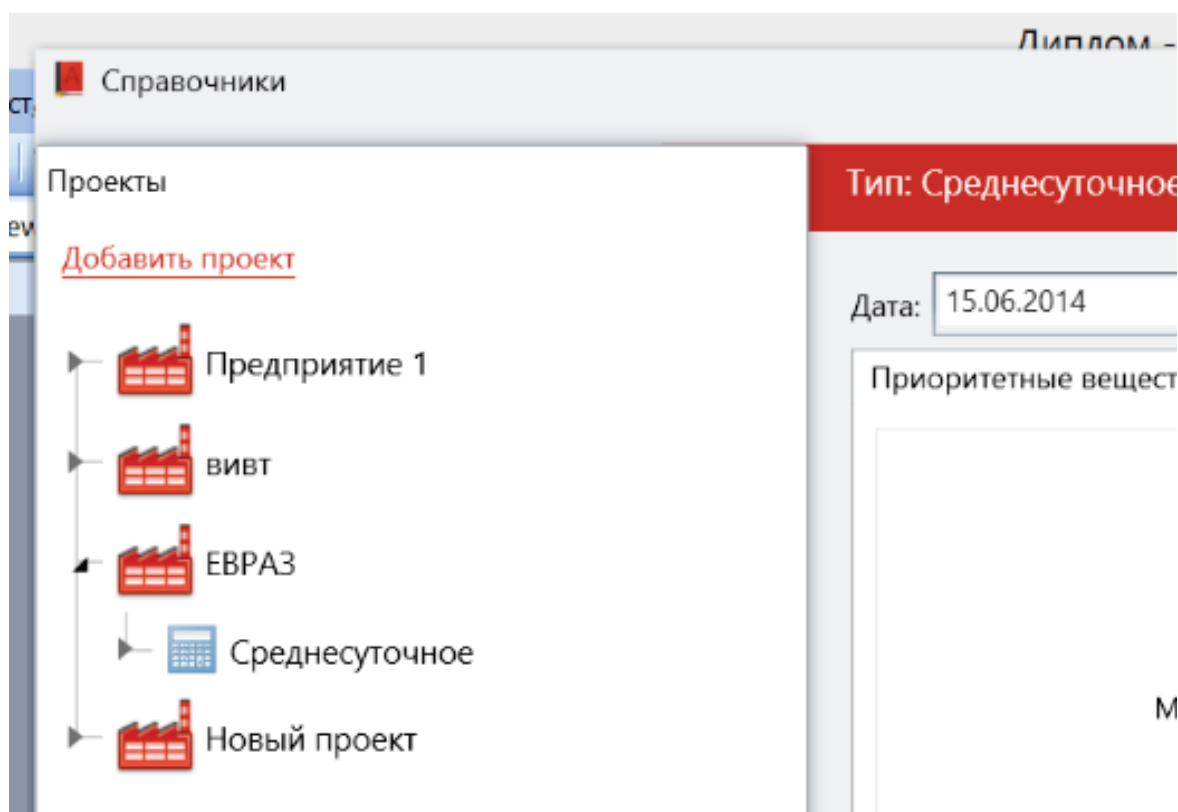 Диплом -
Справочники
Проекты
Тип: Среднесуточное
Добавить проект
Дата: 15.06.2014
Предприятие 1
Приоритетные вещест
вивт
ЕВРАЗ
Среднесуточное
М
Новый проект